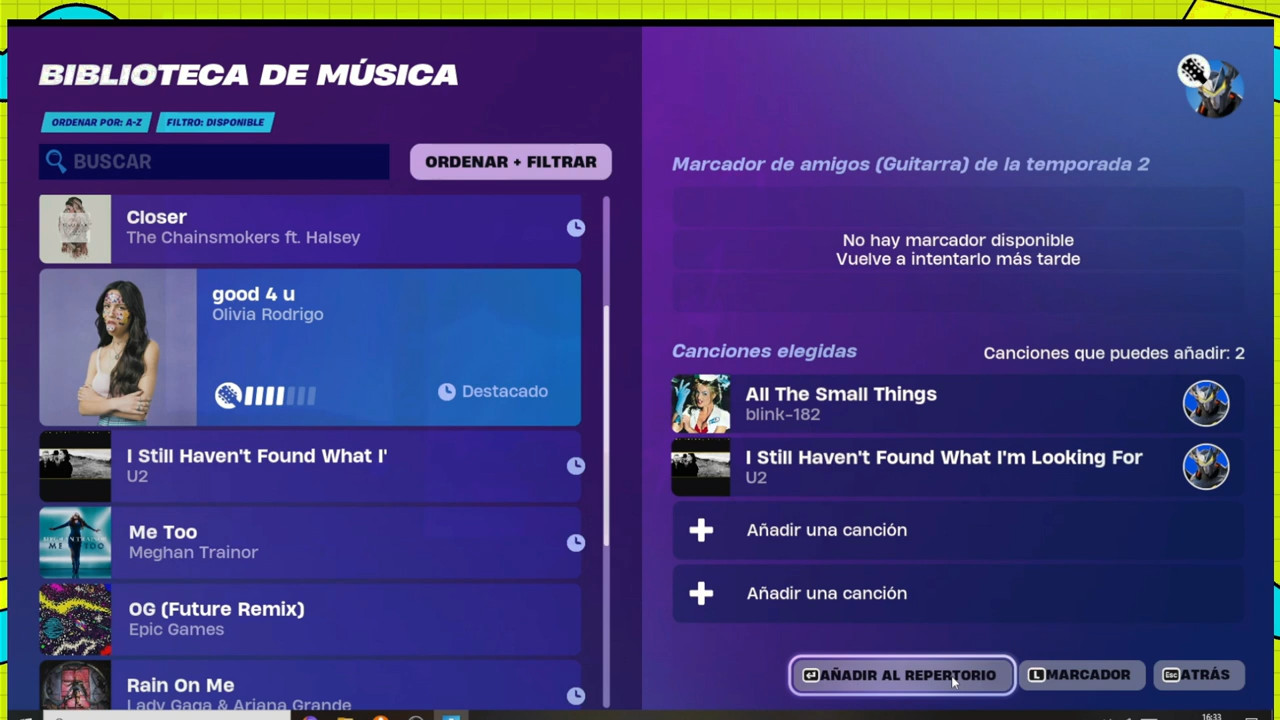 BIBLIOTECA DE MÚSICA
ORDENAR POR: A-Z
FILTRO: DISPONIBLE
BUSCAR
ORDENAR + FILTRAR
Closer
The Chainsmokers ft. Halsey
good 4 u
Olivia Rodrigo
Destacado
I Still Haven't Found What I'
U2
Me Too
Meghan Trainor
OG (Future Remix)
Epic Games
Rain On Me
Lady Gaga & Ariana Grande
Marcador de amigos (Guitarra) de la temporada 2
No hay marcador disponible
Vuelve a intentarlo más tarde
Canciones elegidas
Canciones que puedes añadir: 2
All The Small Things
blink-182
I Still Haven't Found What I'm Looking For
U2
Añadir una canción
Añadir una canción
AÑADIR AL REPERTORIO
L MARCADOR
Esc ATRÁS
16:33